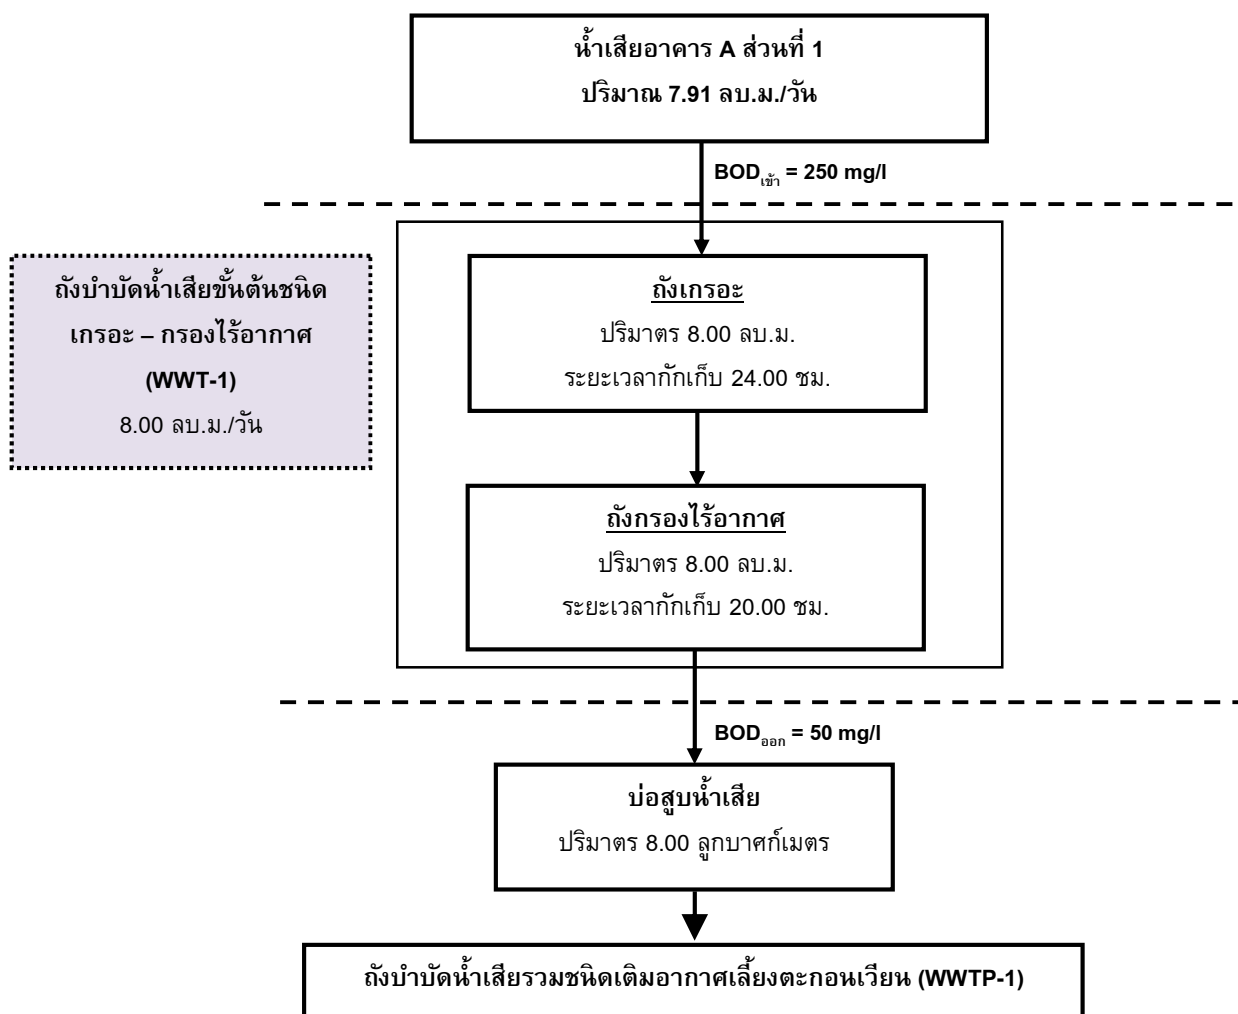 น้ำเสียอาคาร A ส่วนที่ 1
ปริมาณ 7.91 ลบ.ม./วัน
BODเข้า = 250 mg/l
ถังบำบัดน้ำเสียขั้นต้นชนิด
เกรอะ – กรองไร้อากาศ
(WWT-1)
8.00 ลบ.ม./วัน
ถังเกรอะ
ปริมาตร 8.00 ลบ.ม.
ระยะเวลากักเก็บ 24.00 ชม.
ถังกรองไร้อากาศ
ปริมาตร 8.00 ลบ.ม.
ระยะเวลากักเก็บ 20.00 ชม.
BODออก = 50 mg/l
บ่อสูบน้ำเสีย
ปริมาตร 8.00 ลูกบาศก์เมตร
ถังบำบัดน้ำเสียรวมชนิดเติมอากาศเลี้ยงตะกอนเวียน (WWTP-1)